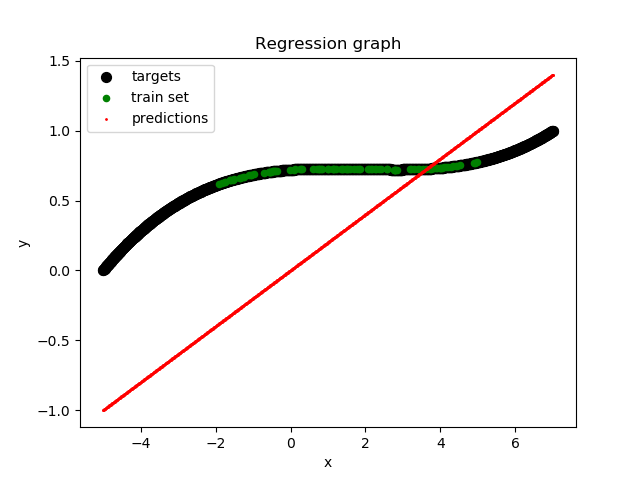 Regression graph
targets
train set
predictions
1.5
1.0
0.5
0.0
−0.5
−1.0
y
−4 −2 0 2 4 6
x